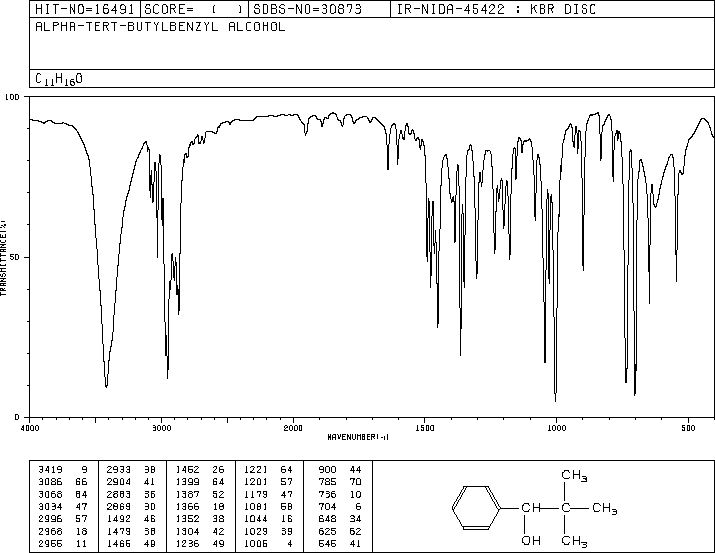 HIT-NO=16491 SCORE= ( ) SDBS-NO=30873 IR-NIDA-45422 : KBR DISC
ALPHA-TERT-BUTYLBENZYL ALCOHOL
C11H16O
100
50
0
TRANSMITTANCE(%)
4000 3000 2000 1500 1000 500
WAVENUMBER(-1)
3419 9 2933 38 1452 26 1221 64 900 44
3086 66 2904 41 1399 64 1201 57 785 70
3068 64 2883 36 1387 52 1179 47 736 10
3034 47 2869 30 1366 18 1081 58 704 6
2996 57 1492 46 1352 38 1044 16 648 34
2968 18 1479 38 1304 42 1029 39 625 62
2955 11 1466 49 1236 49 1006 4 546 41
CH3
CH C CH3
OH CH3